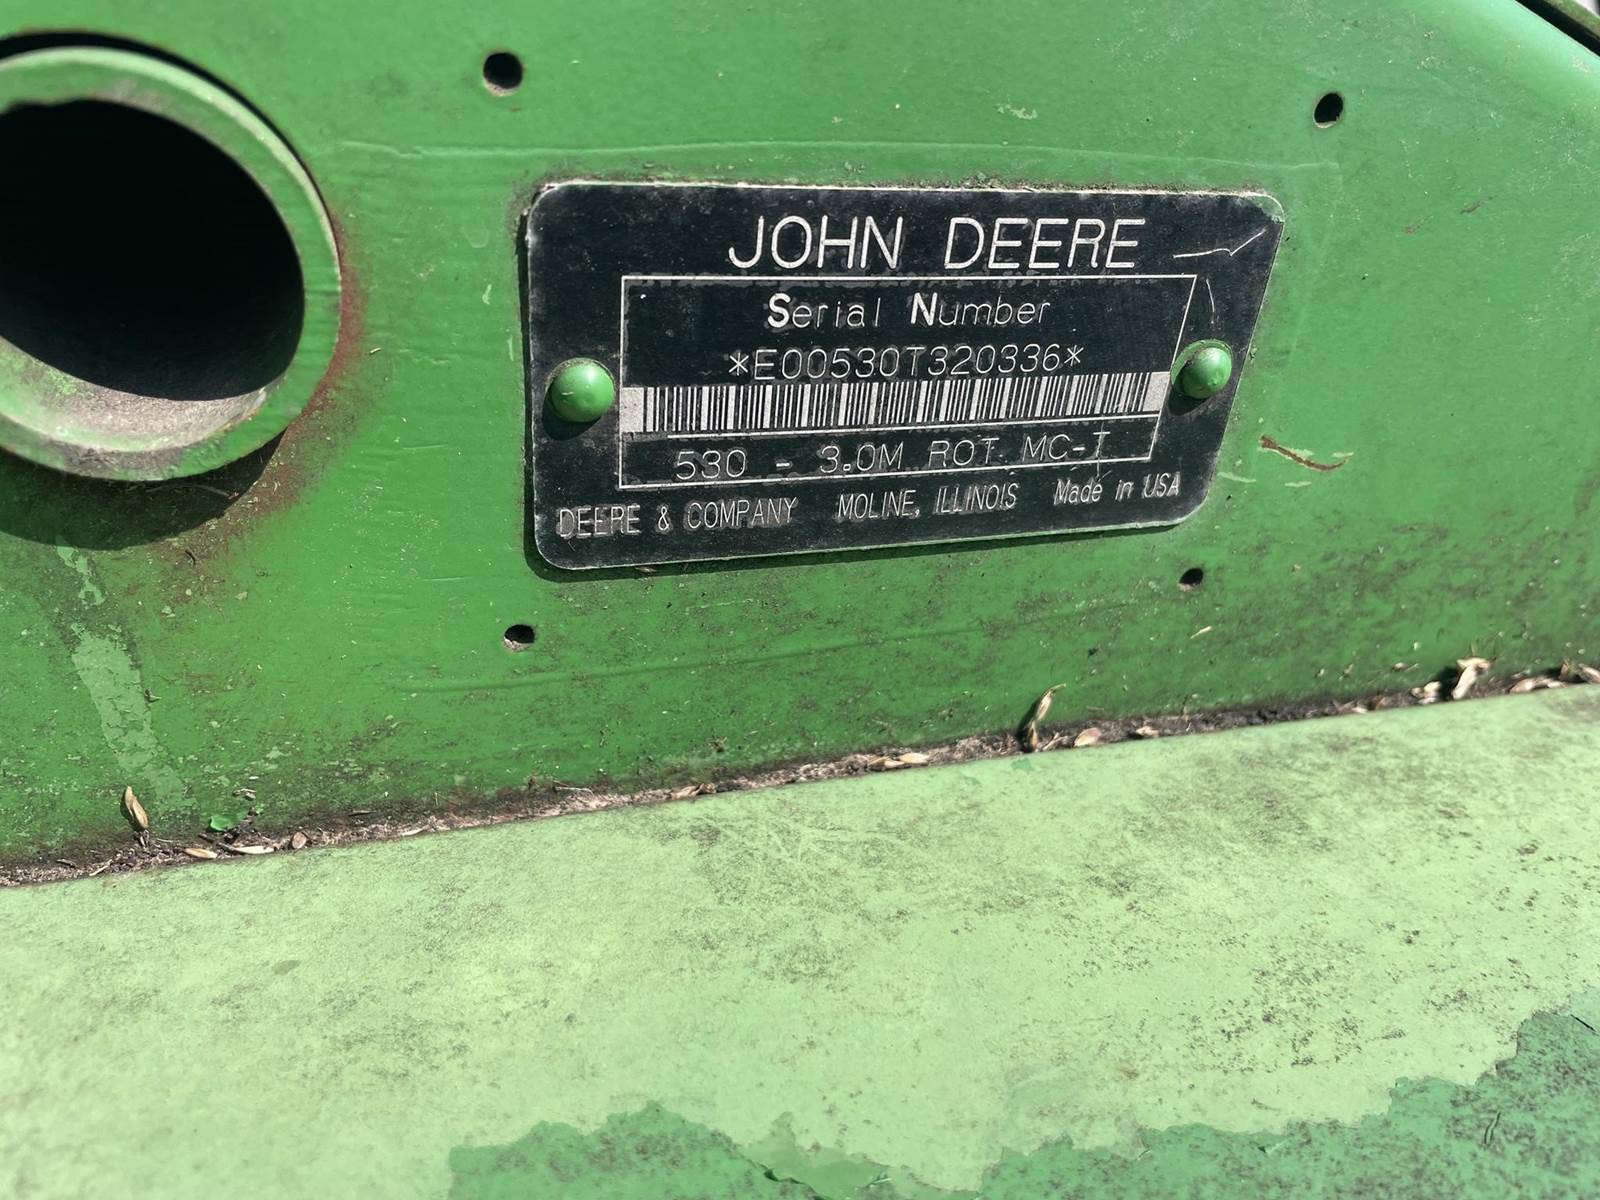 JOHN DEERE
Serial Number
*E00530T320336*
530 - 3.0M ROT MC-T
DEERE & COMPANY MOLINE, ILLINOIS Made in USA